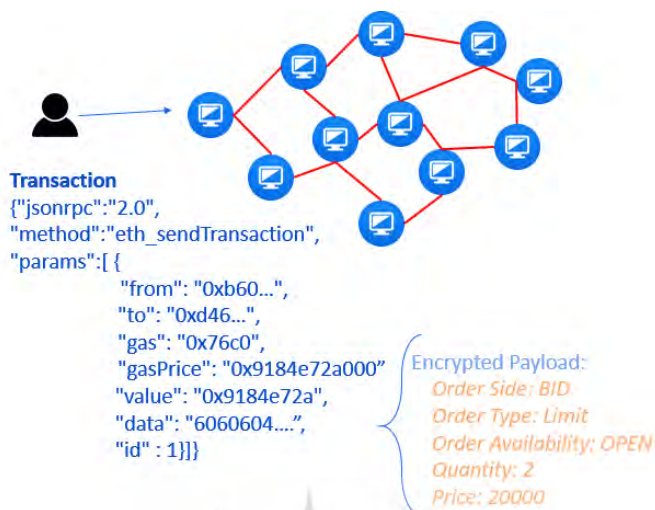 Transaction
{"jsonrpc":"2.0",
"method":"eth_sendTransaction",
"params":[ {
"from": "0xb60...",
"to": "0xd46...",
"gas": "0x76c0",
"gasPrice": "0x9184e72a000”
"value": "0x9184e72a",
"data": "6060604....”,
"id" : 1}]}
Encrypted Payload:
Order Side: BID
Order Type: Limit
Order Availability: OPEN
Quantity: 2
Price: 20000